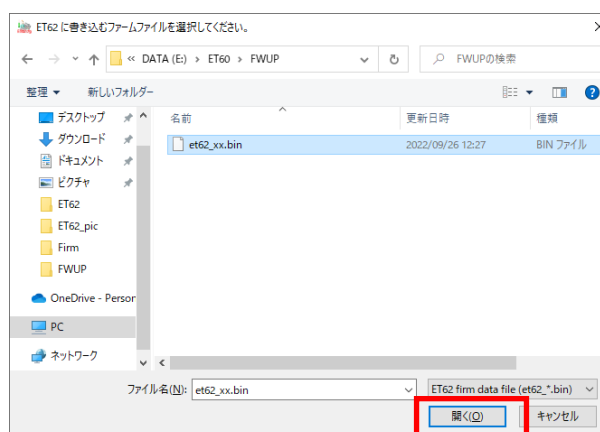 ET62 に書き込むファームファイルを選択してください。
« DATA (E:) › ET60 › FWUP
FWUPの検索
整理 ▼ 新しいフォルダー
名前 更新日時 種類
et62_xx.bin 2022/09/26 12:27 BIN ファイル
デスクトップ
ダウンロード
ドキュメント
ピクチャ
ET62
ET62_pic
Firm
FWUP
OneDrive - Person
PC
ネットワーク
ファイル名(N): et62_xx.bin ET62 firm data file (et62_*.bin)
開く(O) キャンセル